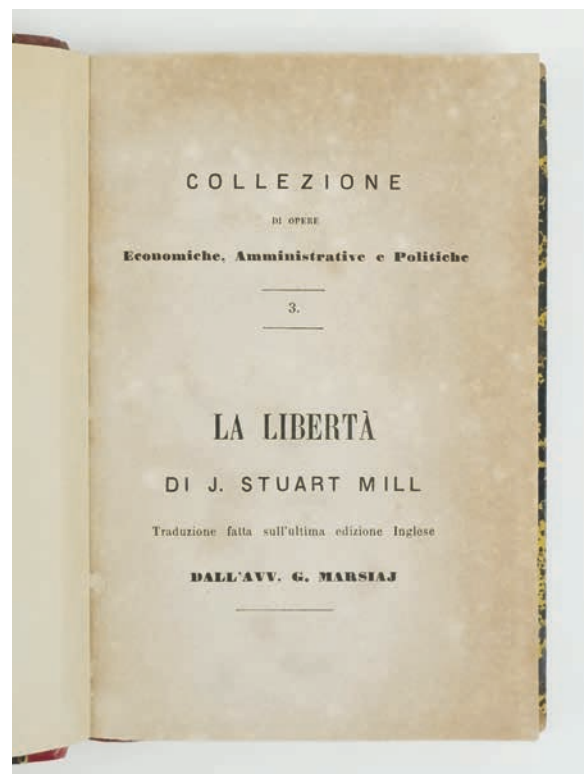 COLLEZIONE
DI OPERE
Economiche, Amministrative e Politiche
3.
LA LIBERTÀ
DI J. STUART MILL
Traduzione fatta sull'ultima edizione Inglese
DALL'AVV. G. MARSIAJ